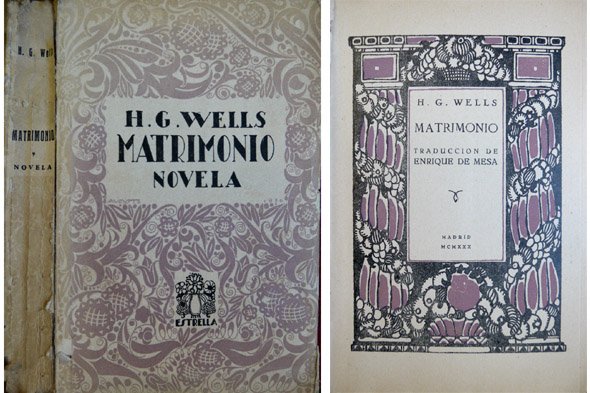 H. G. Wells
MATRIMONIO
NOVELA
H. G. WELLS
MATRIMONIO
NOVELA
ESTRELLA
H. G. WELLS
MATRIMONIO
TRADUCCION DE
ENRIQUE DE MESA
MADRID
MCMXXX